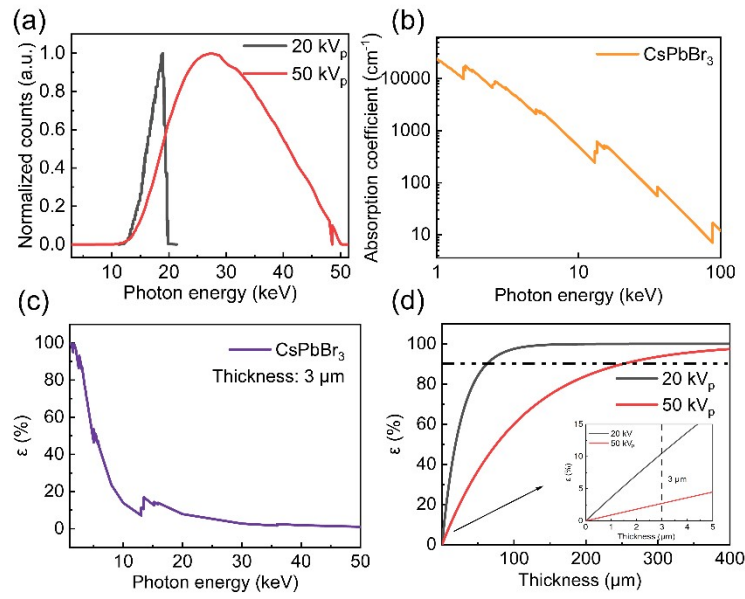 (a)
20 kVp
50 kVp
Normalized counts (a.u.)
1.0
0.8
0.6
0.4
0.2
0.0
10 20 30 40 50
Photon energy (keV)
(b)
CsPbBr₃
Absorption coefficient (cm⁻¹)
10000
1000
100
10
1 10 100
Photon energy (keV)
(c)
CsPbBr₃
Thickness: 3 μm
ε (%)
100
80
60
40
20
0
10 20 30 40 50
Photon energy (keV)
(d)
ε (%)
100
80
60
40
20
0
20 kVp
50 kVp
15
10
5
0
ε (%)
20 kV
50 kVp
3 μm
0 1 2 3 4 5
Thickness (μm)
0 100 200 300 400
Thickness (μm)